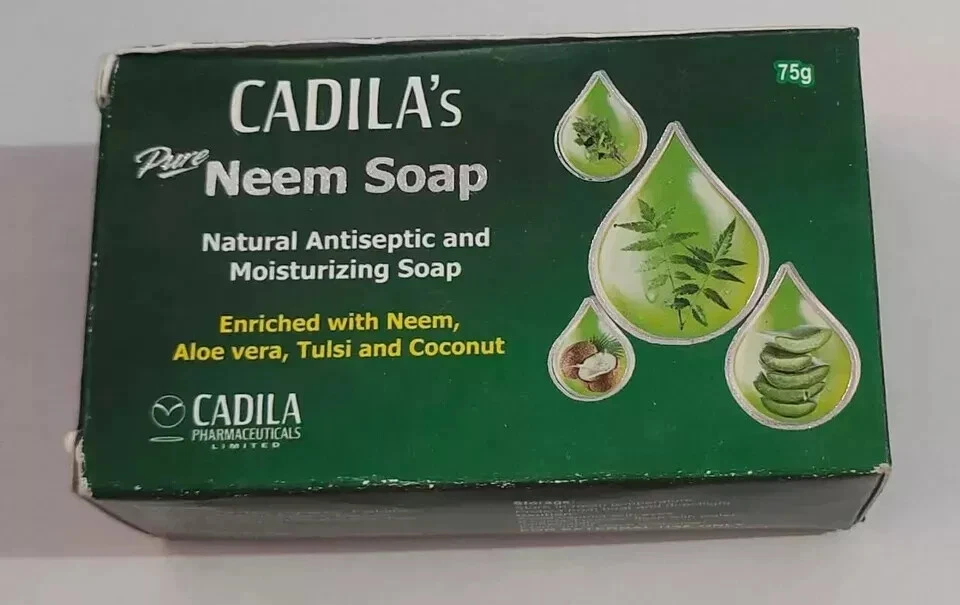 CADILA's
75g
Pure Neem Soap
Natural Antiseptic and
Moisturizing Soap
Enriched with Neem,
Aloe vera, Tulsi and Coconut
CADILA
PHARMACEUTICALS
LIMITED
Storage: